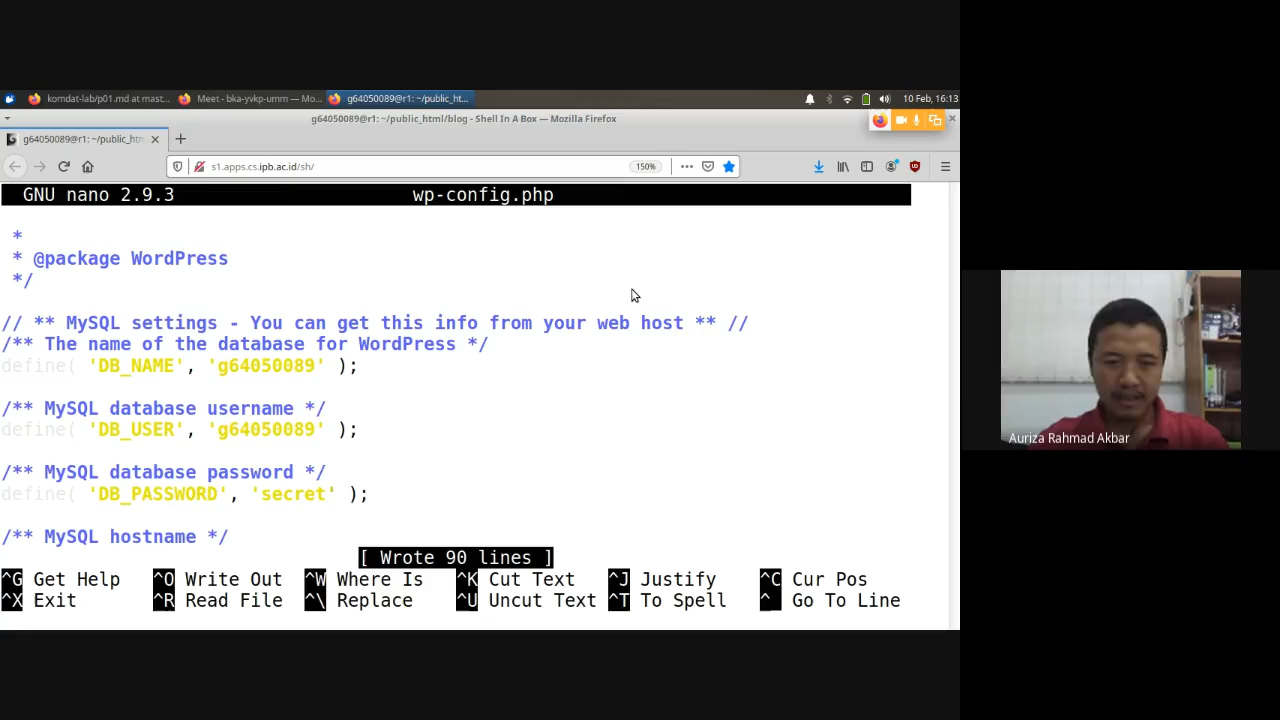 komdat-lab/p01.md at mast...
Meet - bka-yvkp-umm — Mo...
g64050089@r1: ~/public_ht...
10 Feb, 16:13
g64050089@r1: ~/public_html/blog - Shell In A Box — Mozilla Firefox
g64050089@r1: ~/public_htm
s1.apps.cs.ipb.ac.id/sh/
150%
GNU nano 2.9.3 wp-config.php
*
* @package WordPress
*/
// ** MySQL settings - You can get this info from your web host ** //
/** The name of the database for WordPress */
define( 'DB_NAME', 'g64050089' );
/** MySQL database username */
define( 'DB_USER', 'g64050089' );
/** MySQL database password */
define( 'DB_PASSWORD', 'secret' );
/** MySQL hostname */
[ Wrote 90 lines ]
^G Get Help ^O Write Out ^W Where Is ^K Cut Text ^J Justify ^C Cur Pos
^X Exit ^R Read File ^\ Replace ^U Uncut Text ^T To Spell ^_ Go To Line
Auriza Rahmad Akbar